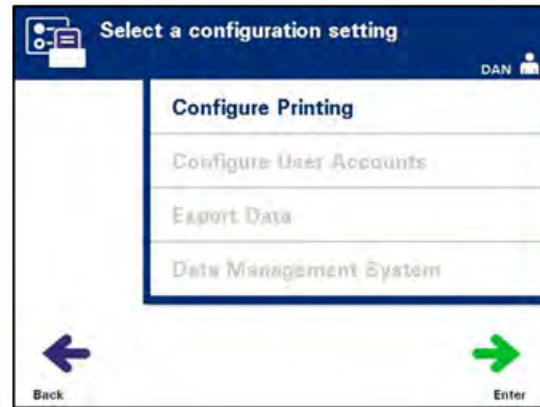 Select a configuration setting
DAN
Configure Printing
Configure User Accounts
Export Data
Data Management System
Back
Enter